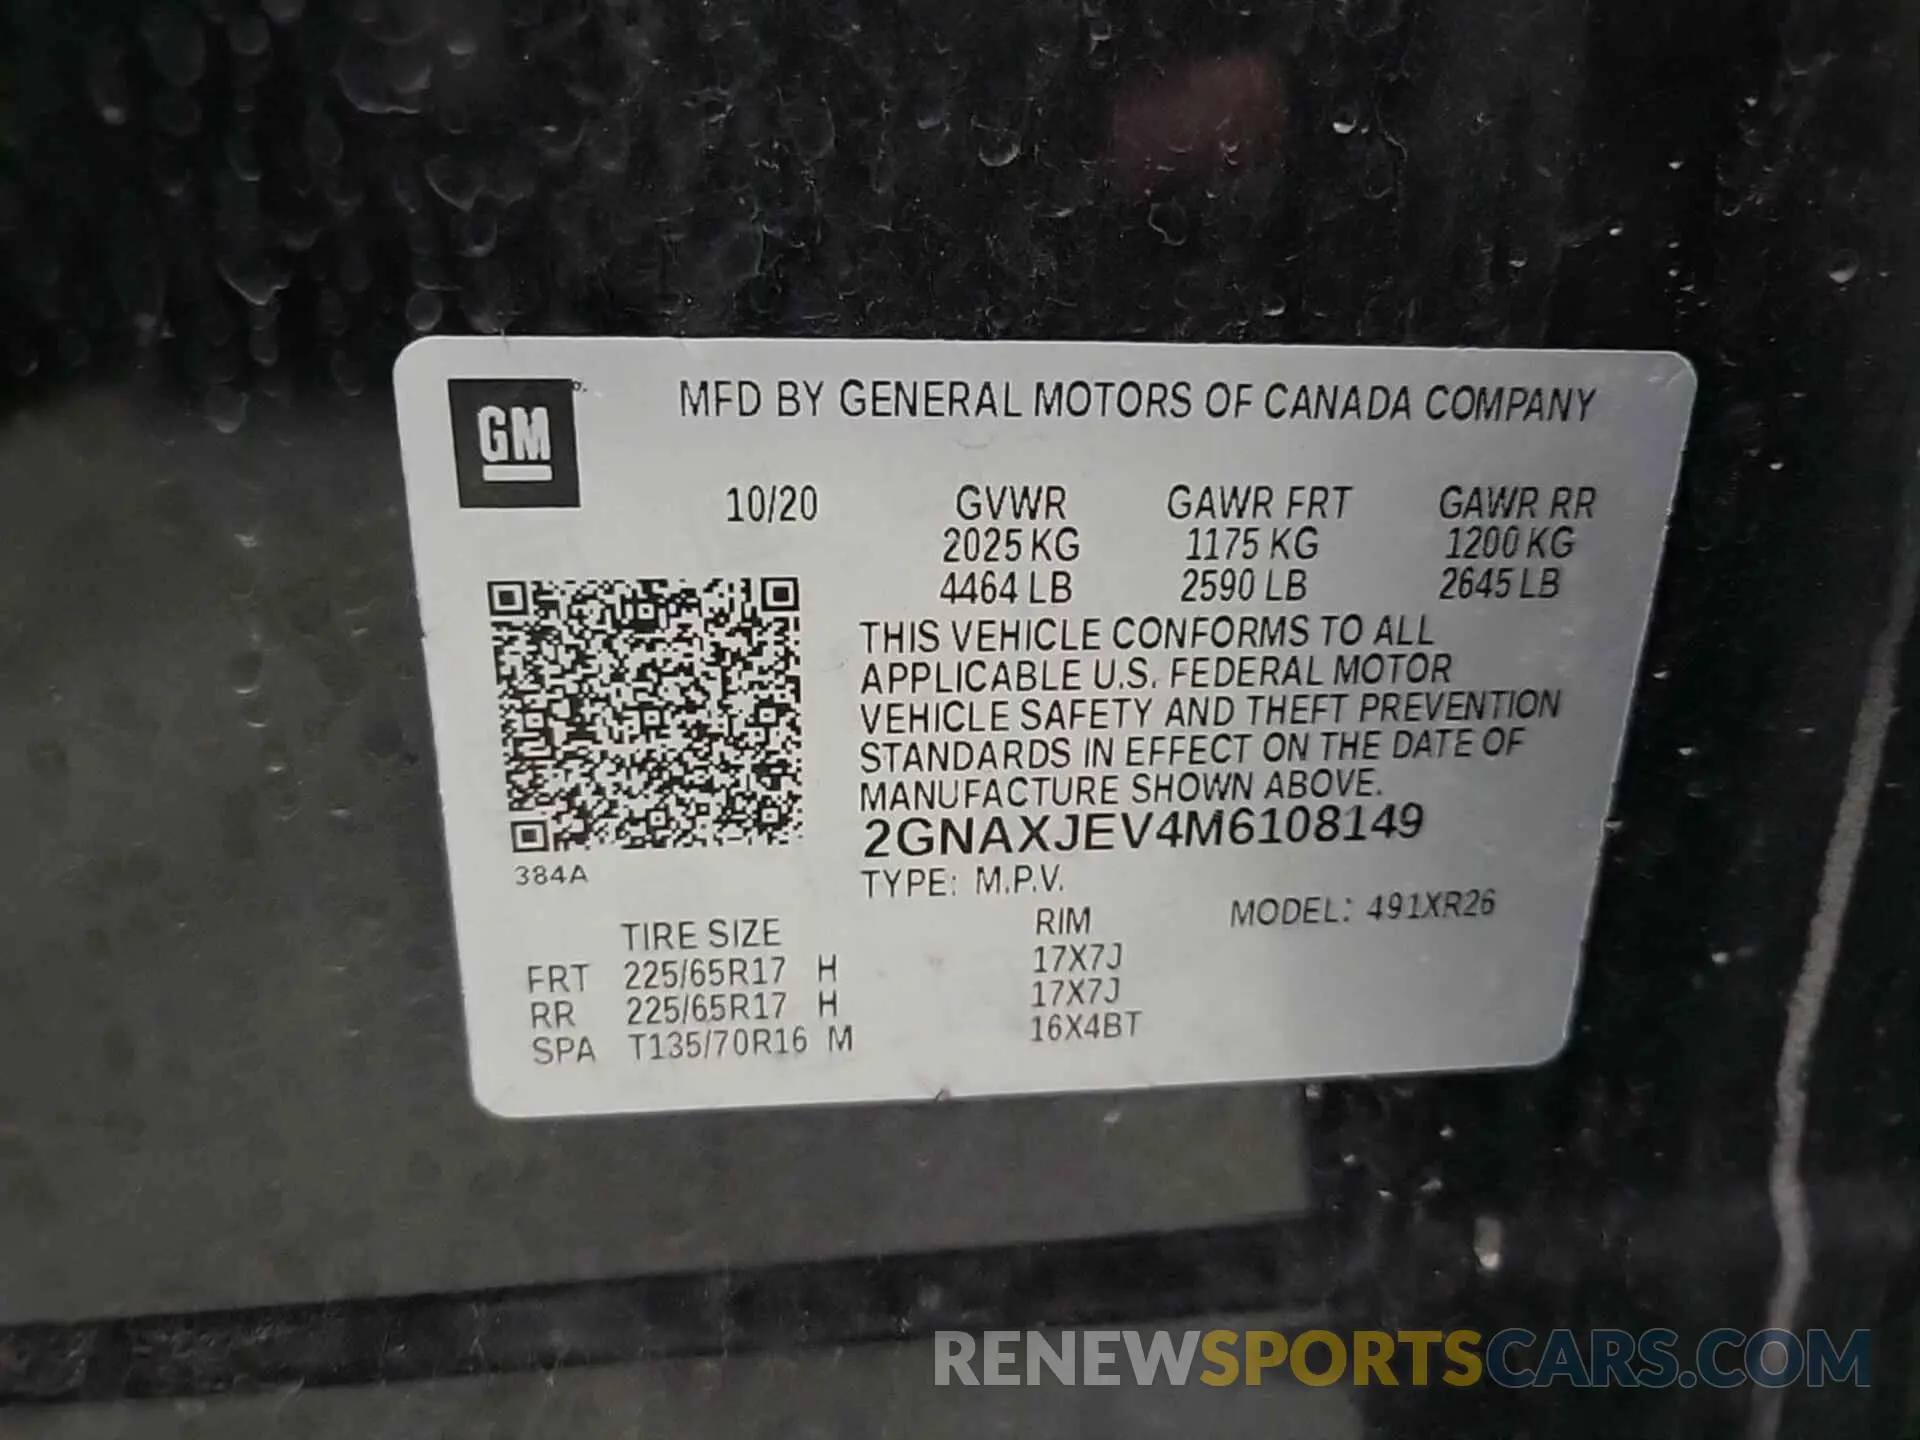 GM
MFD BY GENERAL MOTORS OF CANADA COMPANY
10/20 GVWR GAWR FRT GAWR RR
2025 KG 1175 KG 1200 KG
4464 LB 2590 LB 2645 LB
THIS VEHICLE CONFORMS TO ALL
APPLICABLE U.S. FEDERAL MOTOR
VEHICLE SAFETY AND THEFT PREVENTION
STANDARDS IN EFFECT ON THE DATE OF
MANUFACTURE SHOWN ABOVE.
2GNAXJEV4M6108149
384A
TYPE: M.P.V.
MODEL: 491XR26
TIRE SIZE RIM
FRT 225/65R17 H 17X7J
RR 225/65R17 H 17X7J
SPA T135/70R16 M 16X4BT
RENEWSPORTSCARS.COM